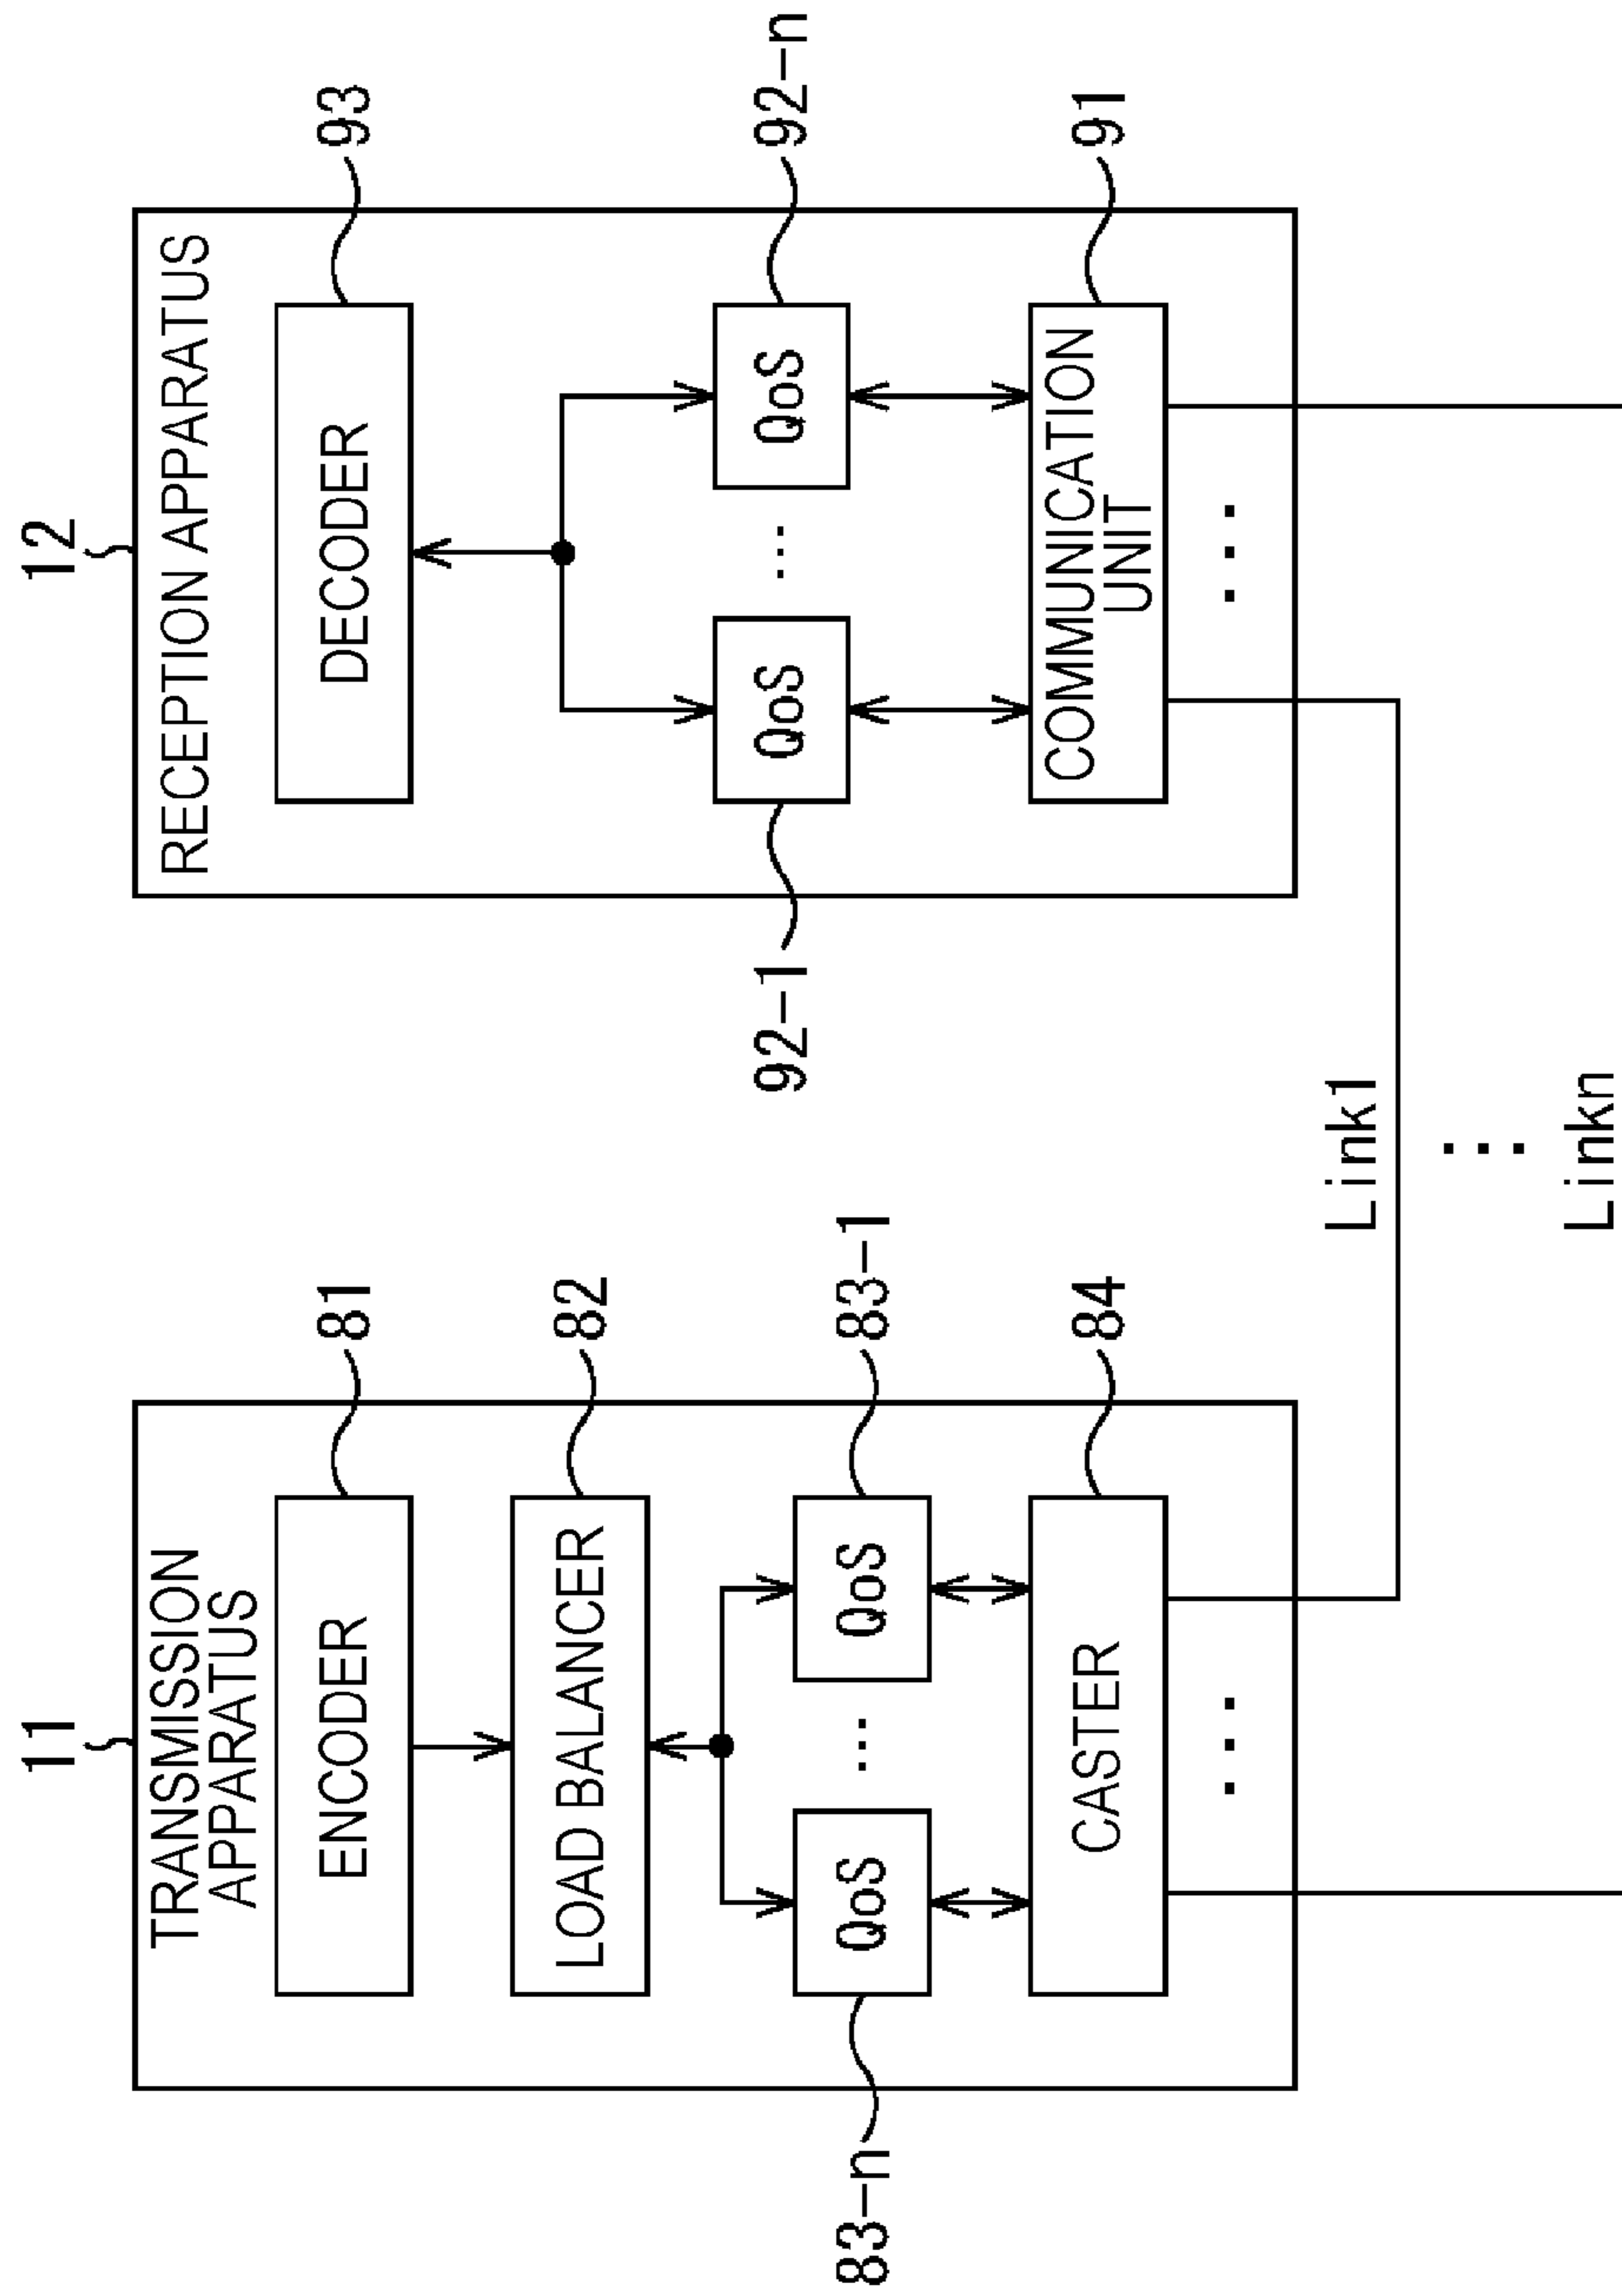 11
TRANSMISSION
APPARATUS
ENCODER
81
LOAD BALANCER
82
83-n
QoS
...
QoS
83-1
CASTER
84
...
12
RECEPTION APPARATUS
DECODER
93
92-1
QoS
...
QoS
92-n
COMMUNICATION
UNIT
91
...
Link1
...
Linkn